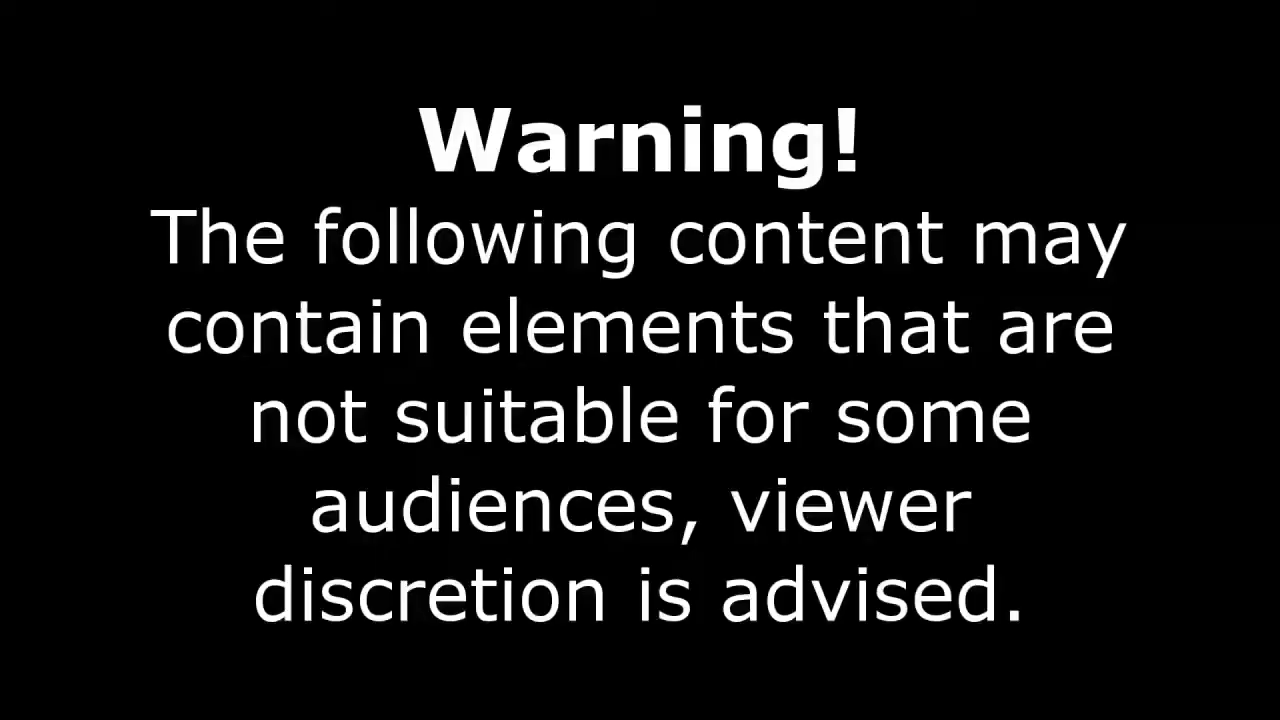 Warning!
The following content may
contain elements that are
not suitable for some
audiences, viewer
discretion is advised.